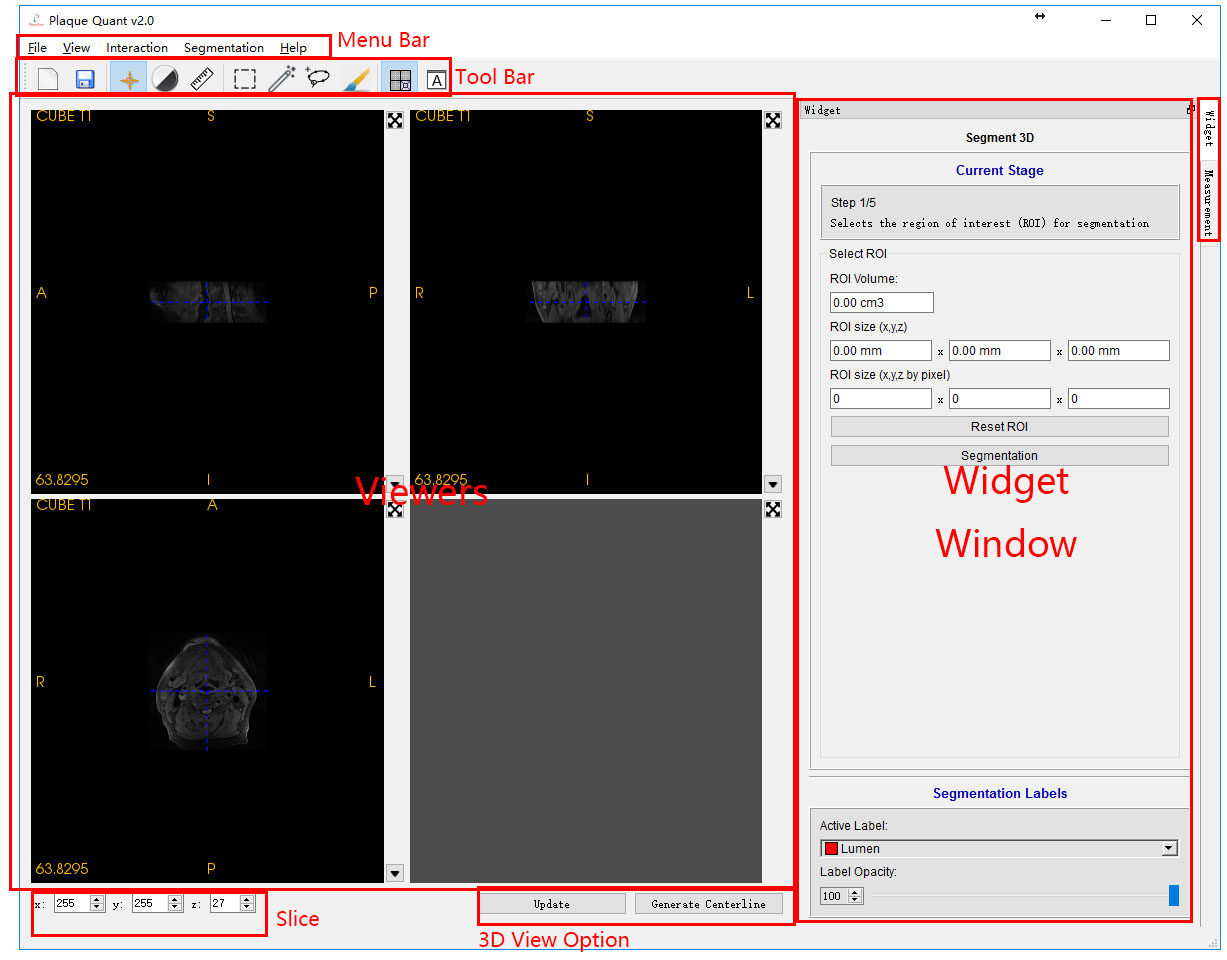 Plaque Quant v2.0
File View Interaction Segmentation Help
Menu Bar
A
Tool Bar
CUBE T1 S
A P
63.8295 I
CUBE T1 S
R L
63.8295 I
Viewers
CUBE T1 A
R L
63.8295 P
x: 255 y: 255 z: 27
Slice
Update Generate Centerline
3D View Option
Widget
Segment 3D
Current Stage
Step 1/5
Selects the region of interest (ROI) for segmentation
Select ROI
ROI Volume:
0.00 cm3
ROI size (x,y,z)
0.00 mm x 0.00 mm x 0.00 mm
ROI size (x,y,z by pixel)
0 x 0 x 0
Reset ROI
Segmentation
Widget
Window
Segmentation Labels
Active Label:
Lumen
Label Opacity:
100
Widget
Measurement